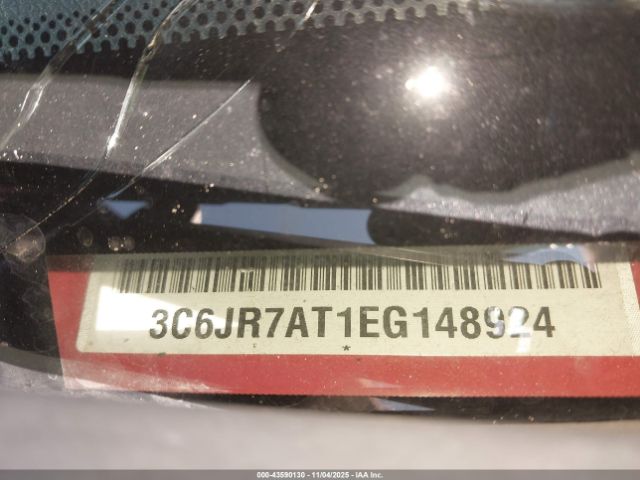 3C6JR7AT1EG148924
*
000-43590130 - 11/04/2025 - IAA Inc.